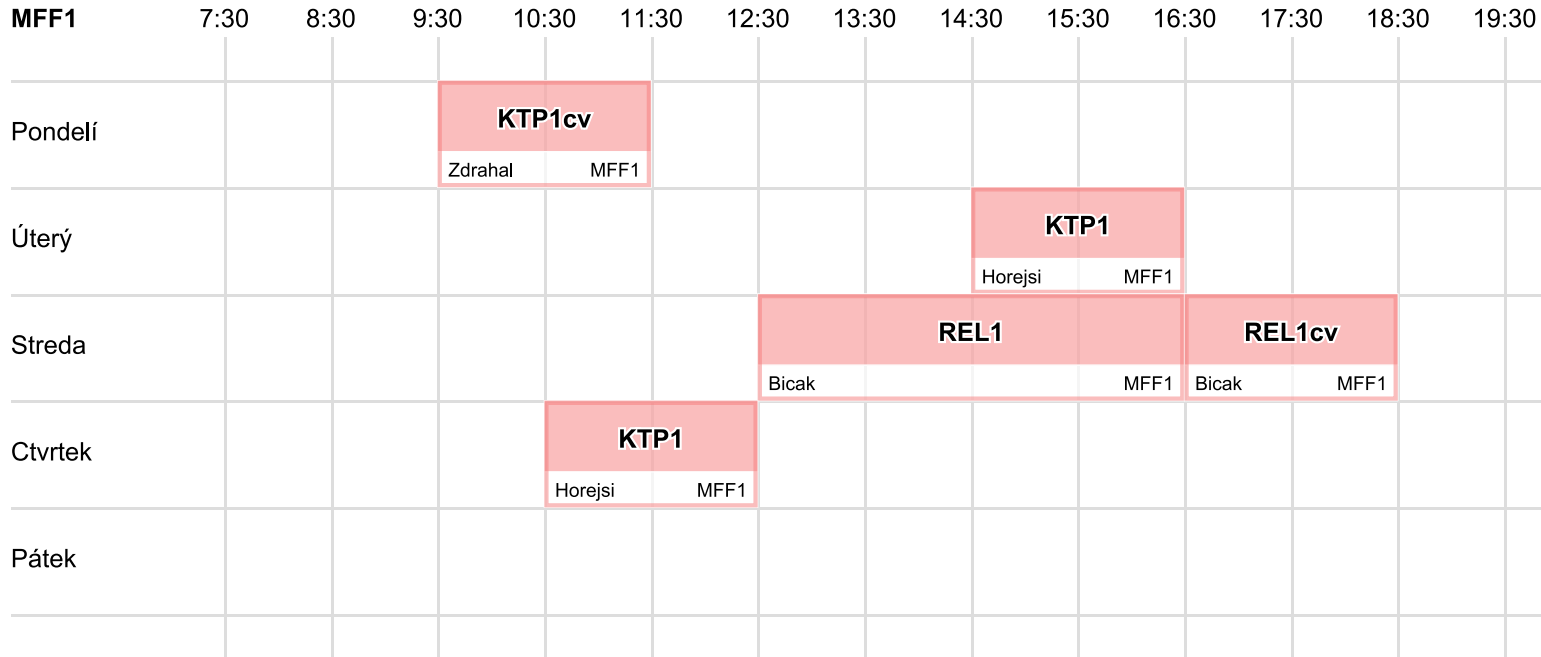 MFF1 7:30 8:30 9:30 10:30 11:30 12:30 13:30 14:30 15:30 16:30 17:30 18:30 19:30
Pondelí
KTP1cv
Zdrahal MFF1
Úterý
KTP1
Horejsi MFF1
Streda
REL1 REL1cv
Bicak MFF1 Bicak MFF1
Ctvrtek
KTP1
Horejsi MFF1
Pátek